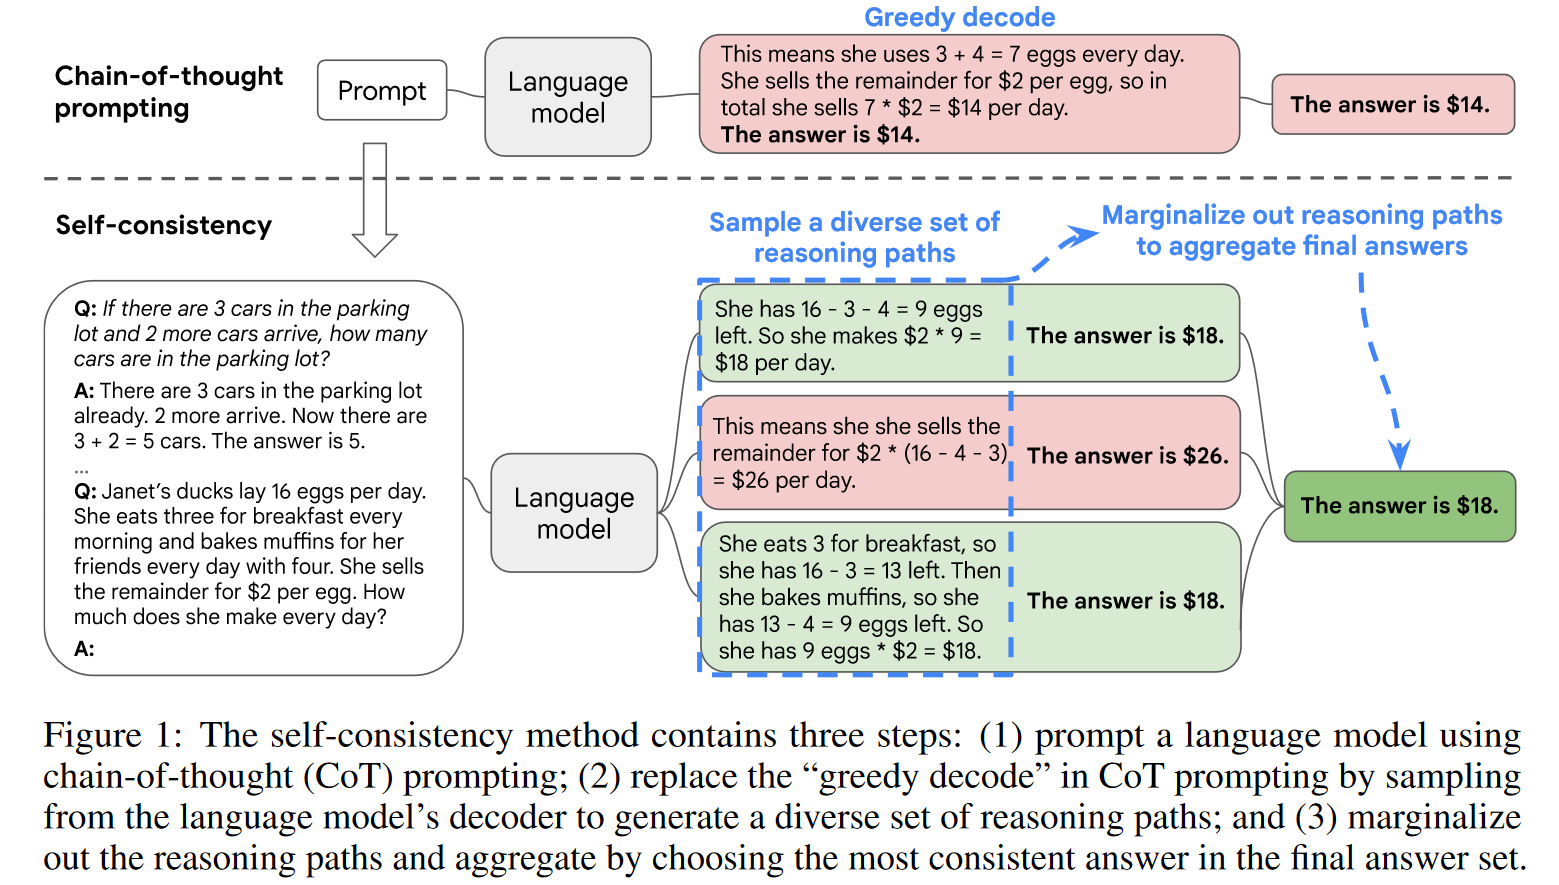 Greedy decode
Chain-of-thought
prompting
Prompt
Language
model
This means she uses 3 + 4 = 7 eggs every day.
She sells the remainder for $2 per egg, so in
total she sells 7 * $2 = $14 per day.
The answer is $14.
The answer is $14.
Self-consistency
Sample a diverse set of
reasoning paths
Marginalize out reasoning paths
to aggregate final answers
Q: If there are 3 cars in the parking
lot and 2 more cars arrive, how many
cars are in the parking lot?
A: There are 3 cars in the parking lot
already. 2 more arrive. Now there are
3 + 2 = 5 cars. The answer is 5.
...
Q: Janet's ducks lay 16 eggs per day.
She eats three for breakfast every
morning and bakes muffins for her
friends every day with four. She sells
the remainder for $2 per egg. How
much does she make every day?
A:
Language
model
She has 16 - 3 - 4 = 9 eggs
left. So she makes $2 * 9 =
$18 per day.
The answer is $18.
This means she she sells the
remainder for $2 * (16 - 4 - 3)
= $26 per day.
The answer is $26.
She eats 3 for breakfast, so
she has 16 - 3 = 13 left. Then
she bakes muffins, so she
has 13 - 4 = 9 eggs left. So
she has 9 eggs * $2 = $18.
The answer is $18.
The answer is $18.
Figure 1: The self-consistency method contains three steps: (1) prompt a language model using
chain-of-thought (CoT) prompting; (2) replace the “greedy decode” in CoT prompting by sampling
from the language model’s decoder to generate a diverse set of reasoning paths; and (3) marginalize
out the reasoning paths and aggregate by choosing the most consistent answer in the final answer set.